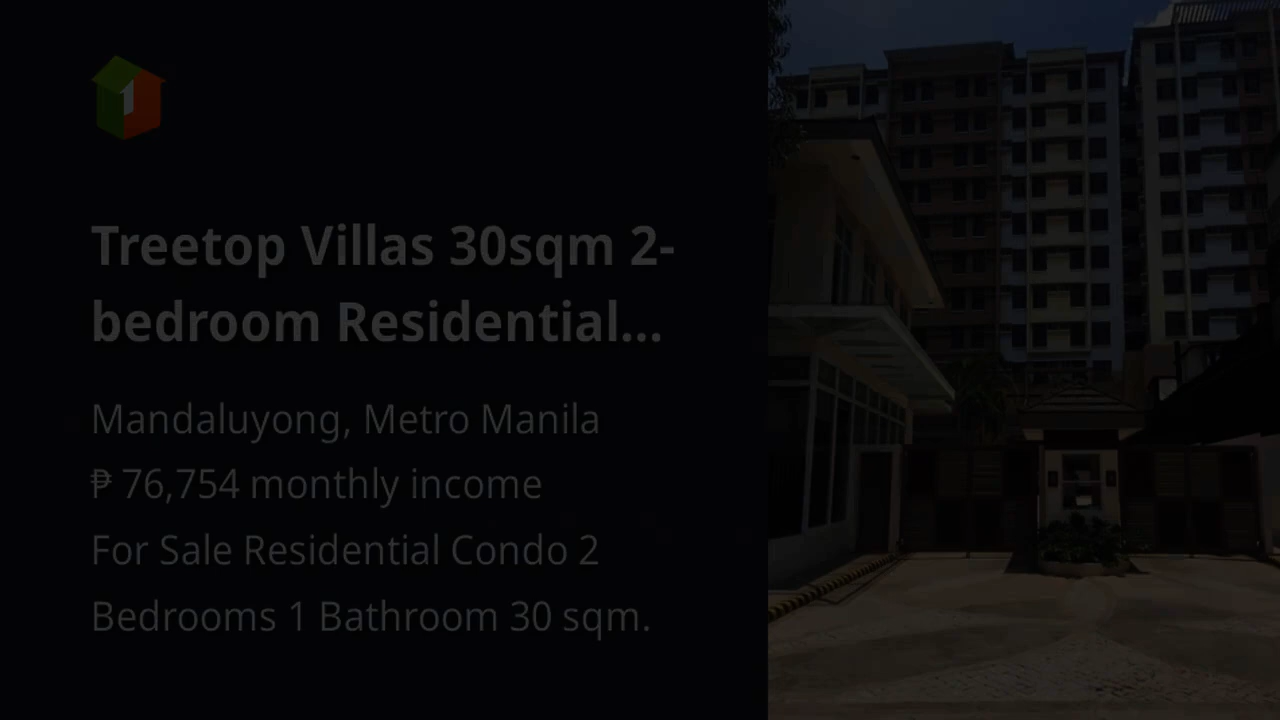 Treetop Villas 30sqm 2-
bedroom Residential...
Mandaluyong, Metro Manila
₱ 76,754 monthly income
For Sale Residential Condo 2
Bedrooms 1 Bathroom 30 sqm.